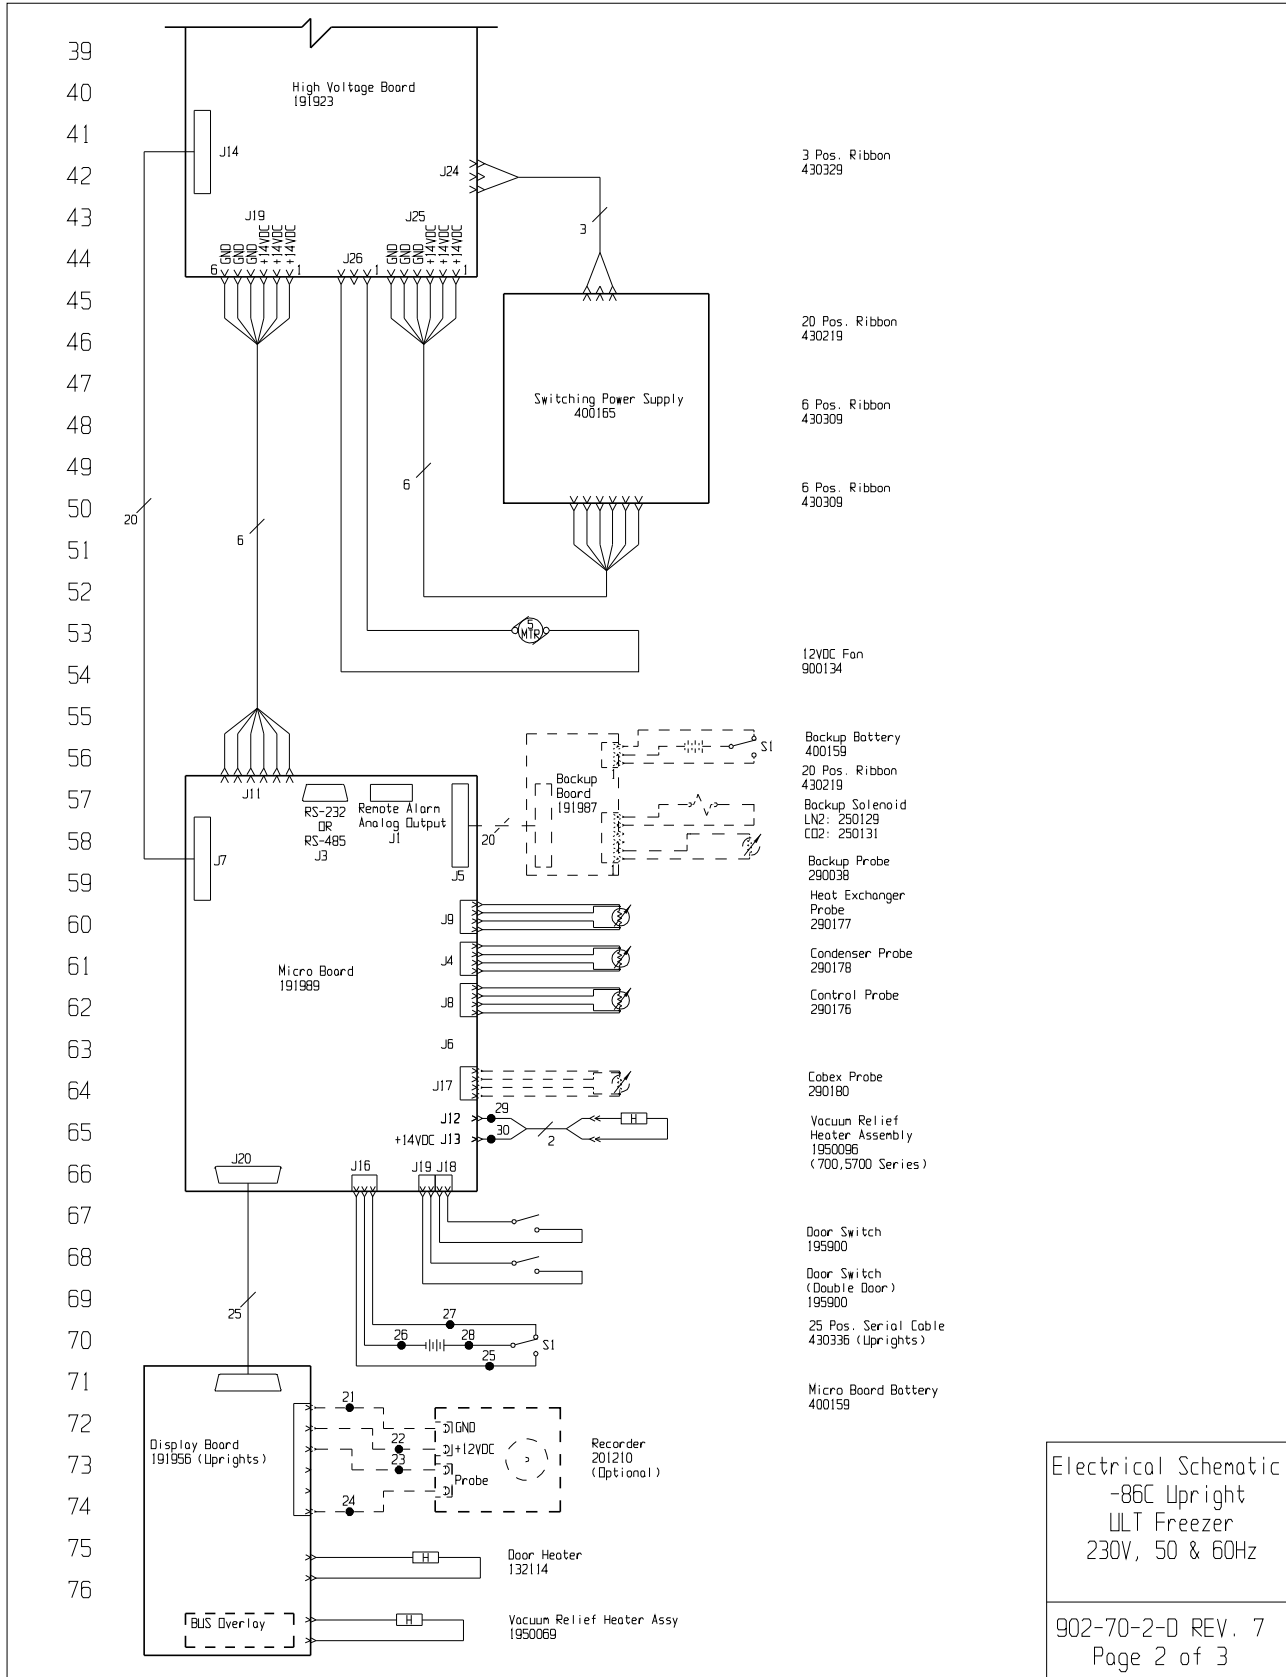 39
40
41
42
43
44
45
46
47
48
49
50
51
52
53
54
55
56
57
58
59
60
61
62
63
64
65
66
67
68
69
70
71
72
73
74
75
76
High Voltage Board
191923
J14
J24
J19
GND
GND
GND
+14VDC
+14VDC
+14VDC
6
1
J26
1
J25
GND
GND
GND
+14VDC
+14VDC
+14VDC
1
3
3 Pos. Ribbon
430329
Switching Power Supply
400165
20 Pos. Ribbon
430219
6 Pos. Ribbon
430309
6 Pos. Ribbon
430309
20
6
6
5
MTR
12VDC Fan
900134
Backup Battery
400159
S1
1
20 Pos. Ribbon
430219
Backup
Board
191987
Backup Solenoid
LN2: 250129
CO2: 250131
1
20
Backup Probe
290038
J11
RS-232
OR
RS-485
J3
Remote Alarm
Analog Output
J1
J5
J7
Micro Board
191989
J9
Heat Exchanger
Probe
290177
J4
Condenser Probe
290178
J8
Control Probe
290176
J6
J17
Cobex Probe
290180
J12
29
+14VDC J13
30
2
H
Vacuum Relief
Heater Assembly
1950096
(700,5700 Series)
J20
J16
J19 J18
Door Switch
195900
Door Switch
(Double Door)
195900
25
27
26
28
S1
25
25 Pos. Serial Cable
430336 (Uprights)
Micro Board Battery
400159
Display Board
191956 (Uprights)
21
22
23
24
GND
+12VDC
Probe
Recorder
201210
(Optional)
H
Door Heater
132114
BUS Overlay
H
Vacuum Relief Heater Assy
1950069
Electrical Schematic
-86C Upright
ULT Freezer
230V, 50 & 60Hz
902-70-2-D REV. 7
Page 2 of 3